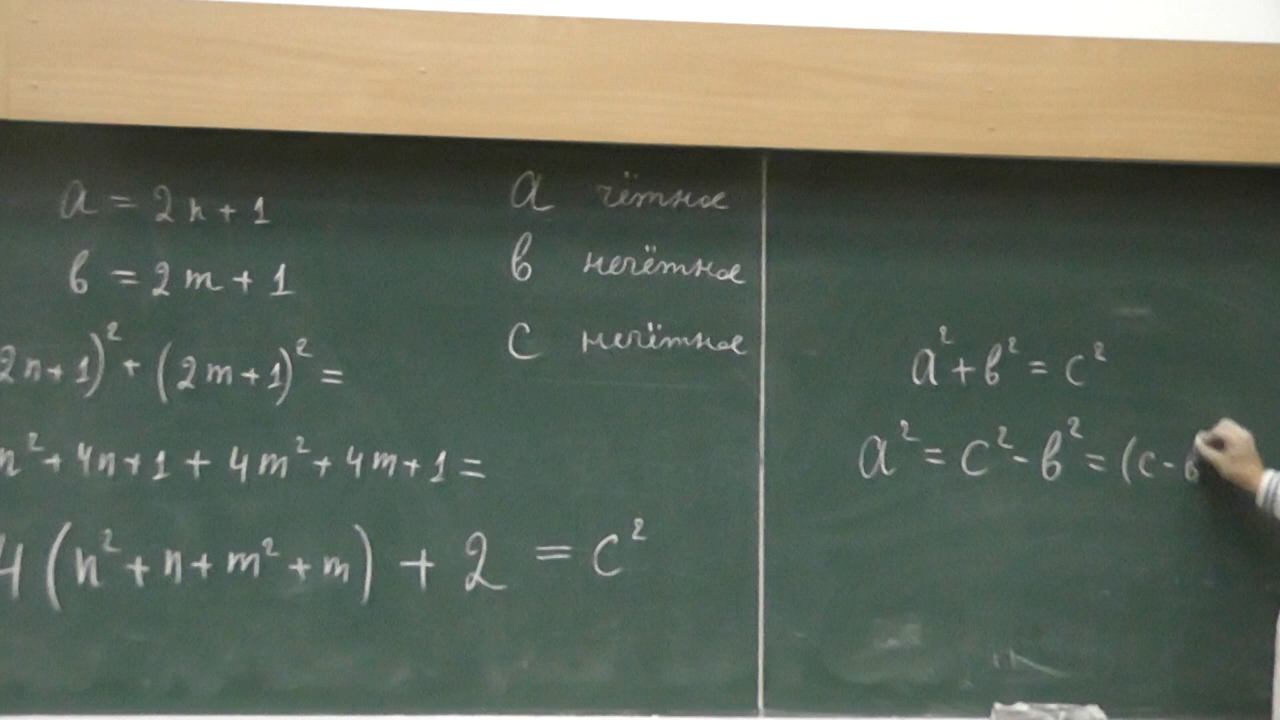 a = 2n+1
в = 2m+1
2n+1)² + (2m+1)² =
n² + 4n+1 + 4m² + 4m+1 =
4(n²+n+m²+m) + 2 = c²
a чётное
в нечётное
c нечётное
a² + в² = c²
a² = c² - в² = (c - в